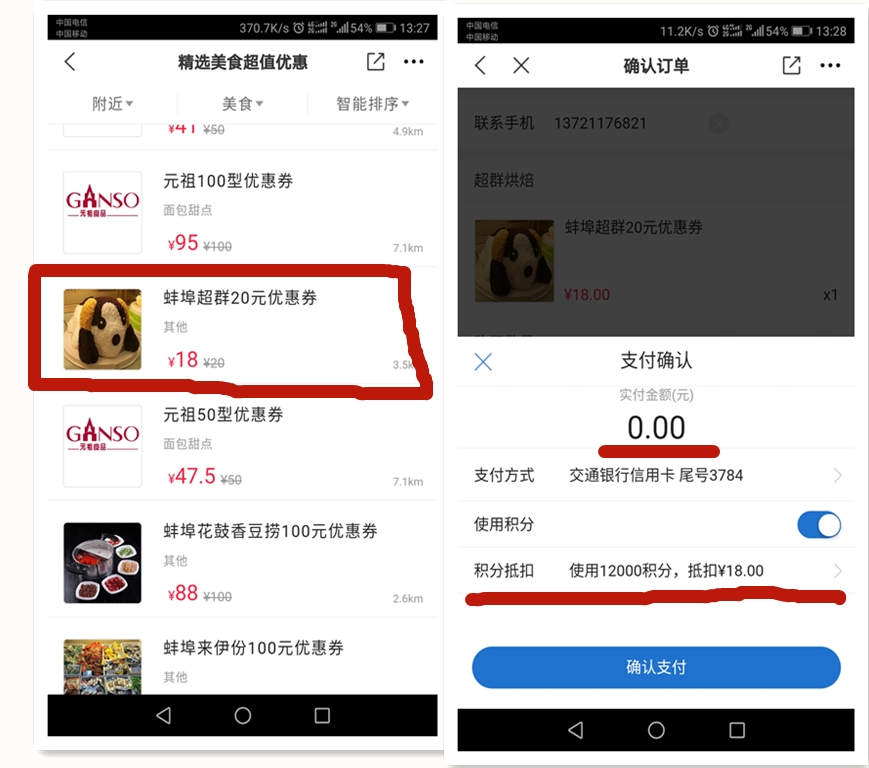 中国电信
中国移动
370.7K/s
2G
54%
13:27
精选美食超值优惠
附近
美食
智能排序
¥41 ¥50
4.9km
GANSO
元祖食品
元祖100型优惠券
面包甜点
¥95 ¥100
7.1km
蚌埠超群20元优惠券
其他
¥18 ¥20
3.5k
GANSO
元祖食品
元祖50型优惠券
面包甜点
¥47.5 ¥50
7.1km
蚌埠花鼓香豆捞100元优惠券
其他
¥88 ¥100
2.6km
蚌埠来伊份100元优惠券
其他
中国电信
中国移动
11.2K/s
2G
54%
13:28
确认订单
联系手机 13721176821
超群烘焙
蚌埠超群20元优惠券
¥18.00 x1
支付确认
实付金额(元)
0.00
支付方式 交通银行信用卡 尾号3784
使用积分
积分抵扣 使用12000积分，抵扣¥18.00
确认支付